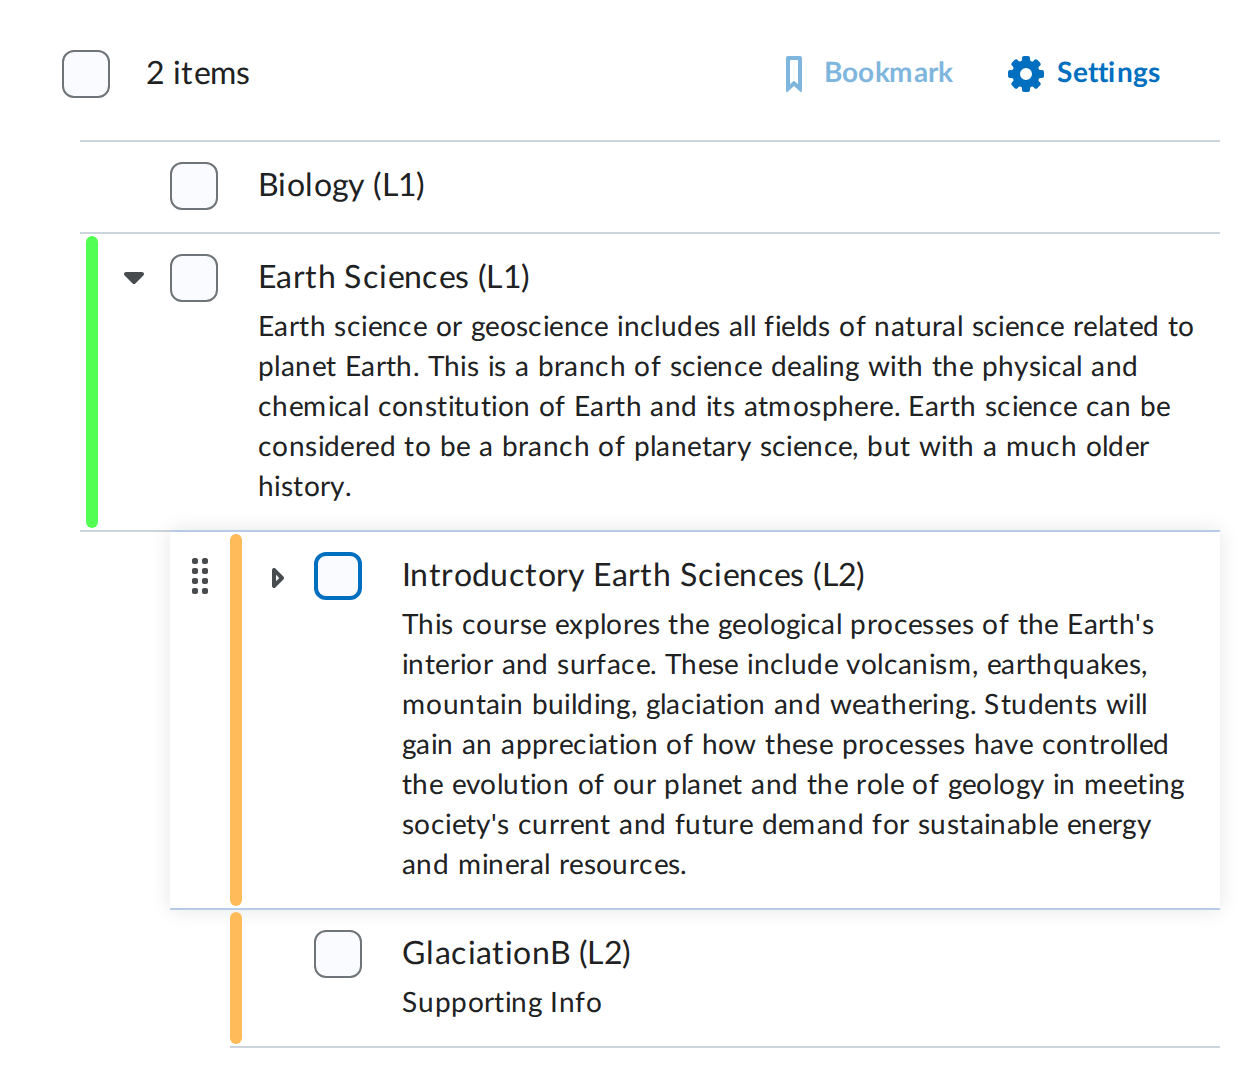 2 items
Bookmark
Settings
Biology (L1)
Earth Sciences (L1)
Earth science or geoscience includes all fields of natural science related to
planet Earth. This is a branch of science dealing with the physical and
chemical constitution of Earth and its atmosphere. Earth science can be
considered to be a branch of planetary science, but with a much older
history.
Introductory Earth Sciences (L2)
This course explores the geological processes of the Earth's
interior and surface. These include volcanism, earthquakes,
mountain building, glaciation and weathering. Students will
gain an appreciation of how these processes have controlled
the evolution of our planet and the role of geology in meeting
society's current and future demand for sustainable energy
and mineral resources.
GlaciationB (L2)
Supporting Info